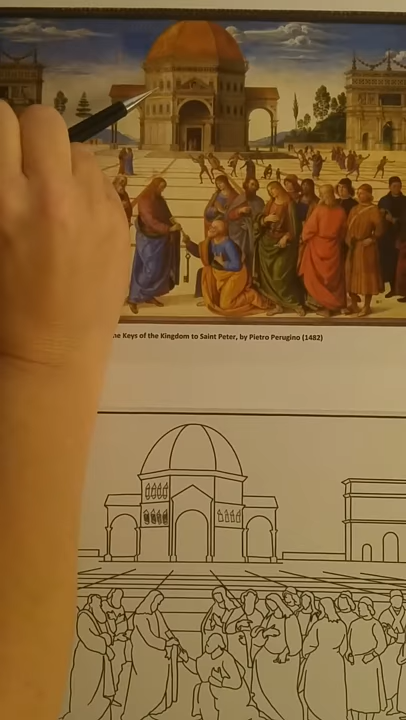 he Keys of the Kingdom to Saint Peter, by Pietro Perugino (1482)